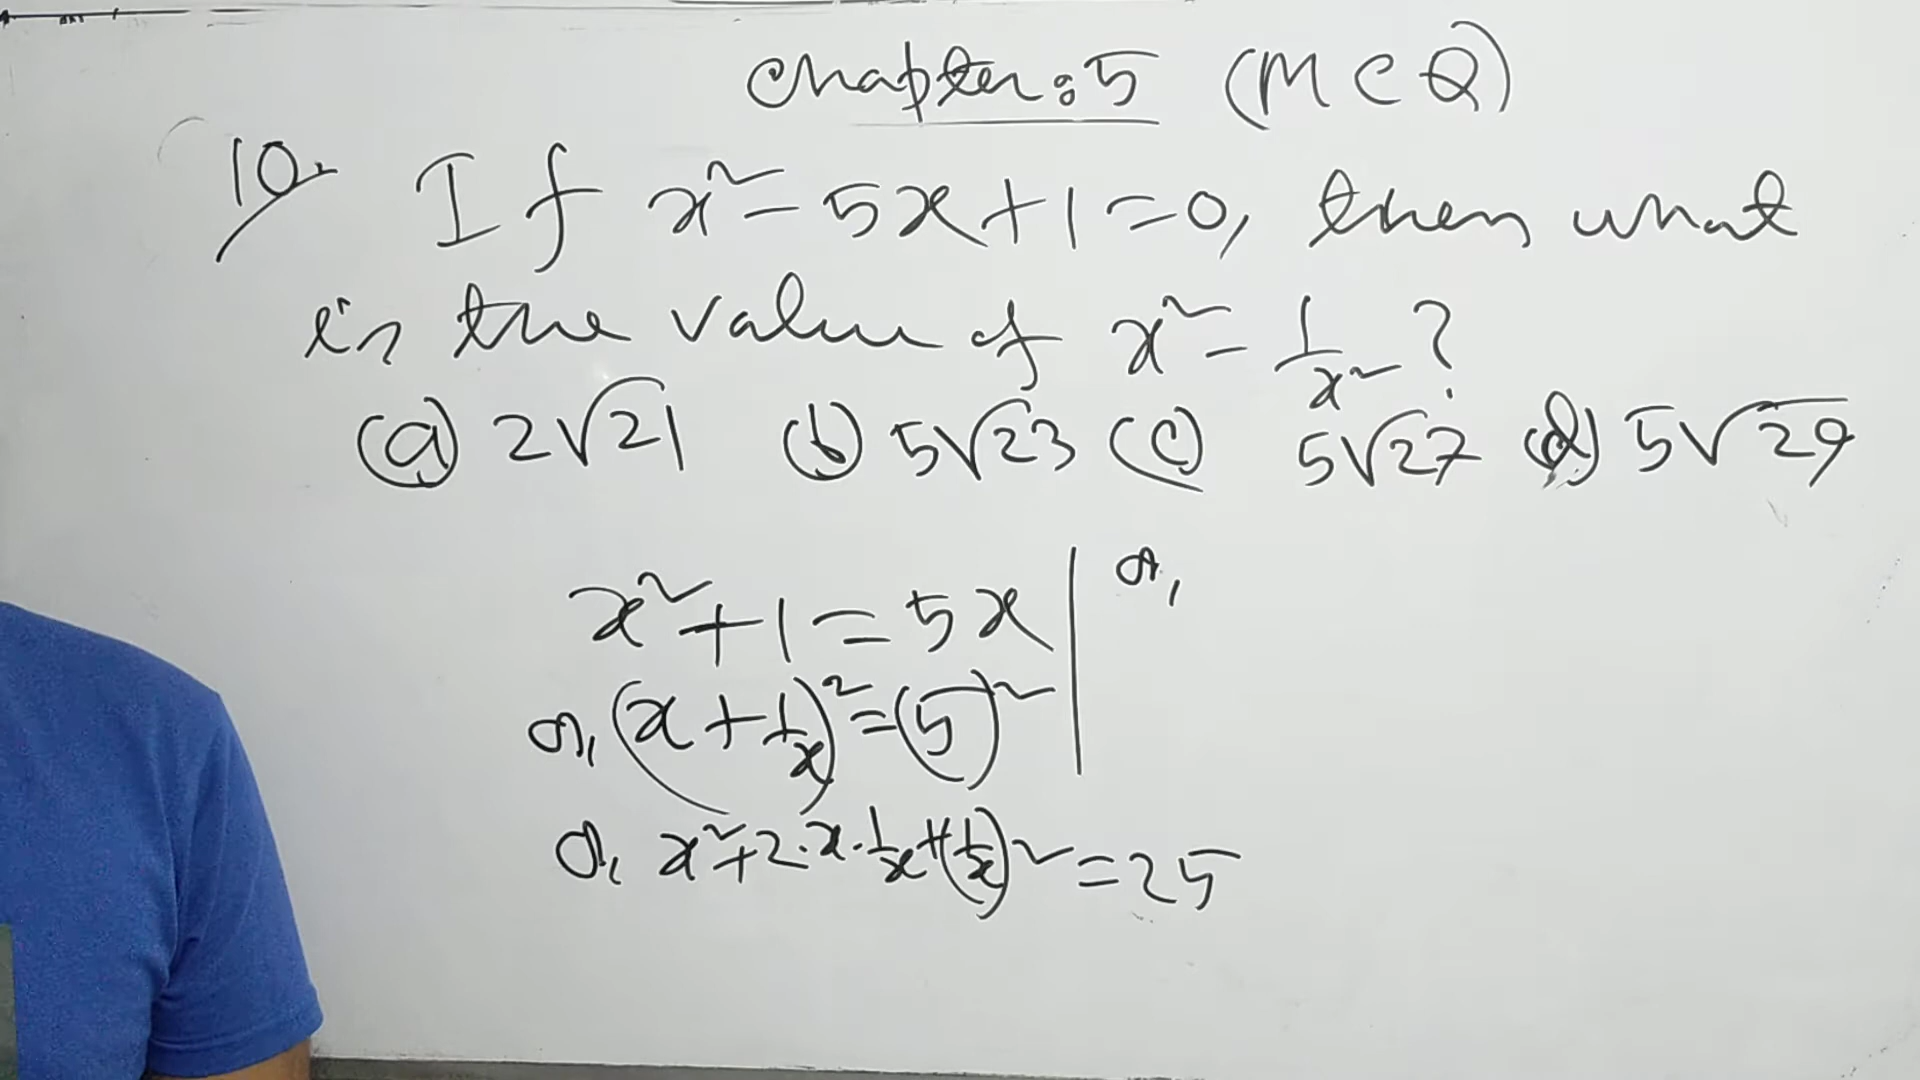 Chapter: 5 (MCQ)
10. If x² - 5x + 1 = 0, then what
is the value of x² - 1/x² ?
(a) 2√21 (b) 5√23 (c) 5√27 (d) 5√29
x² + 1 = 5x
or, (x + 1/x)² = (5)²
or, x² + 2·x·1/x + (1/x)² = 25
or,